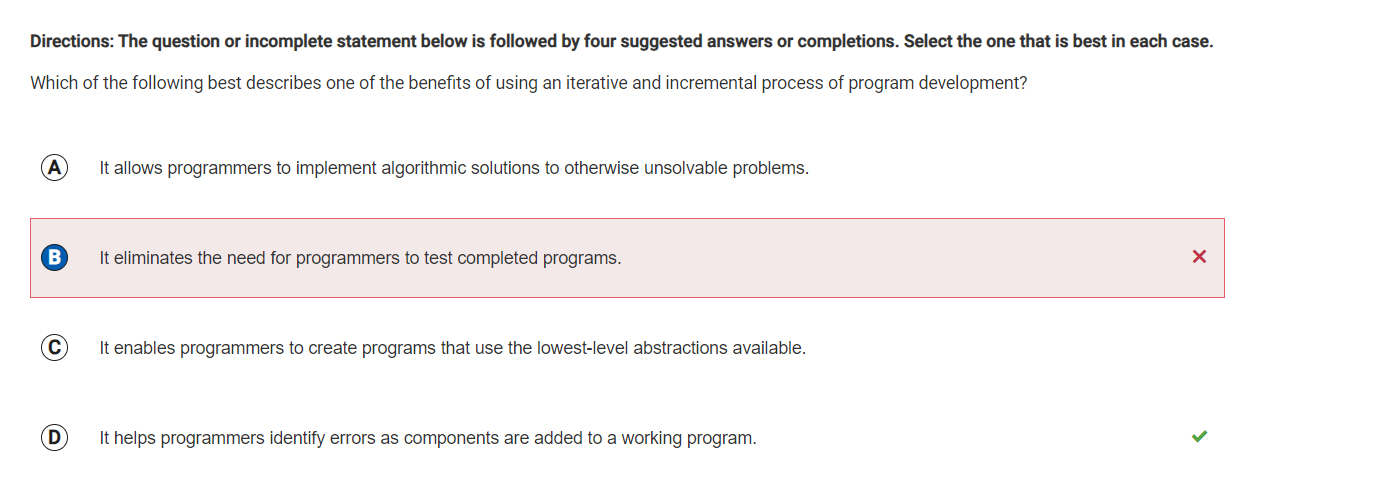 Directions: The question or incomplete statement below is followed by four suggested answers or completions. Select the one that is best in each case.
Which of the following best describes one of the benefits of using an iterative and incremental process of program development?
A It allows programmers to implement algorithmic solutions to otherwise unsolvable problems.
B It eliminates the need for programmers to test completed programs.
C It enables programmers to create programs that use the lowest-level abstractions available.
D It helps programmers identify errors as components are added to a working program.